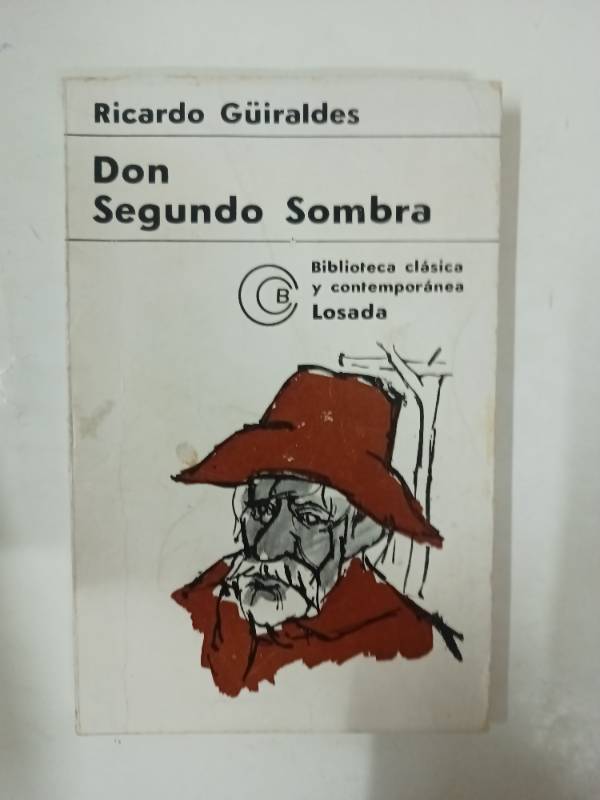 Ricardo Güiraldes
Don
Segundo Sombra
B
Biblioteca clásica
y contemporánea
Losada